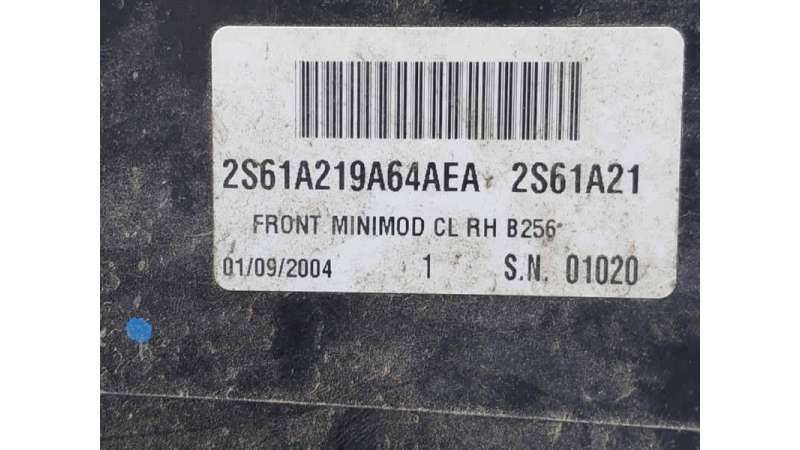 2S61A219A64AEA 2S61A21
FRONT MINIMOD CL RH B256
01/09/2004 1 S.N. 01020